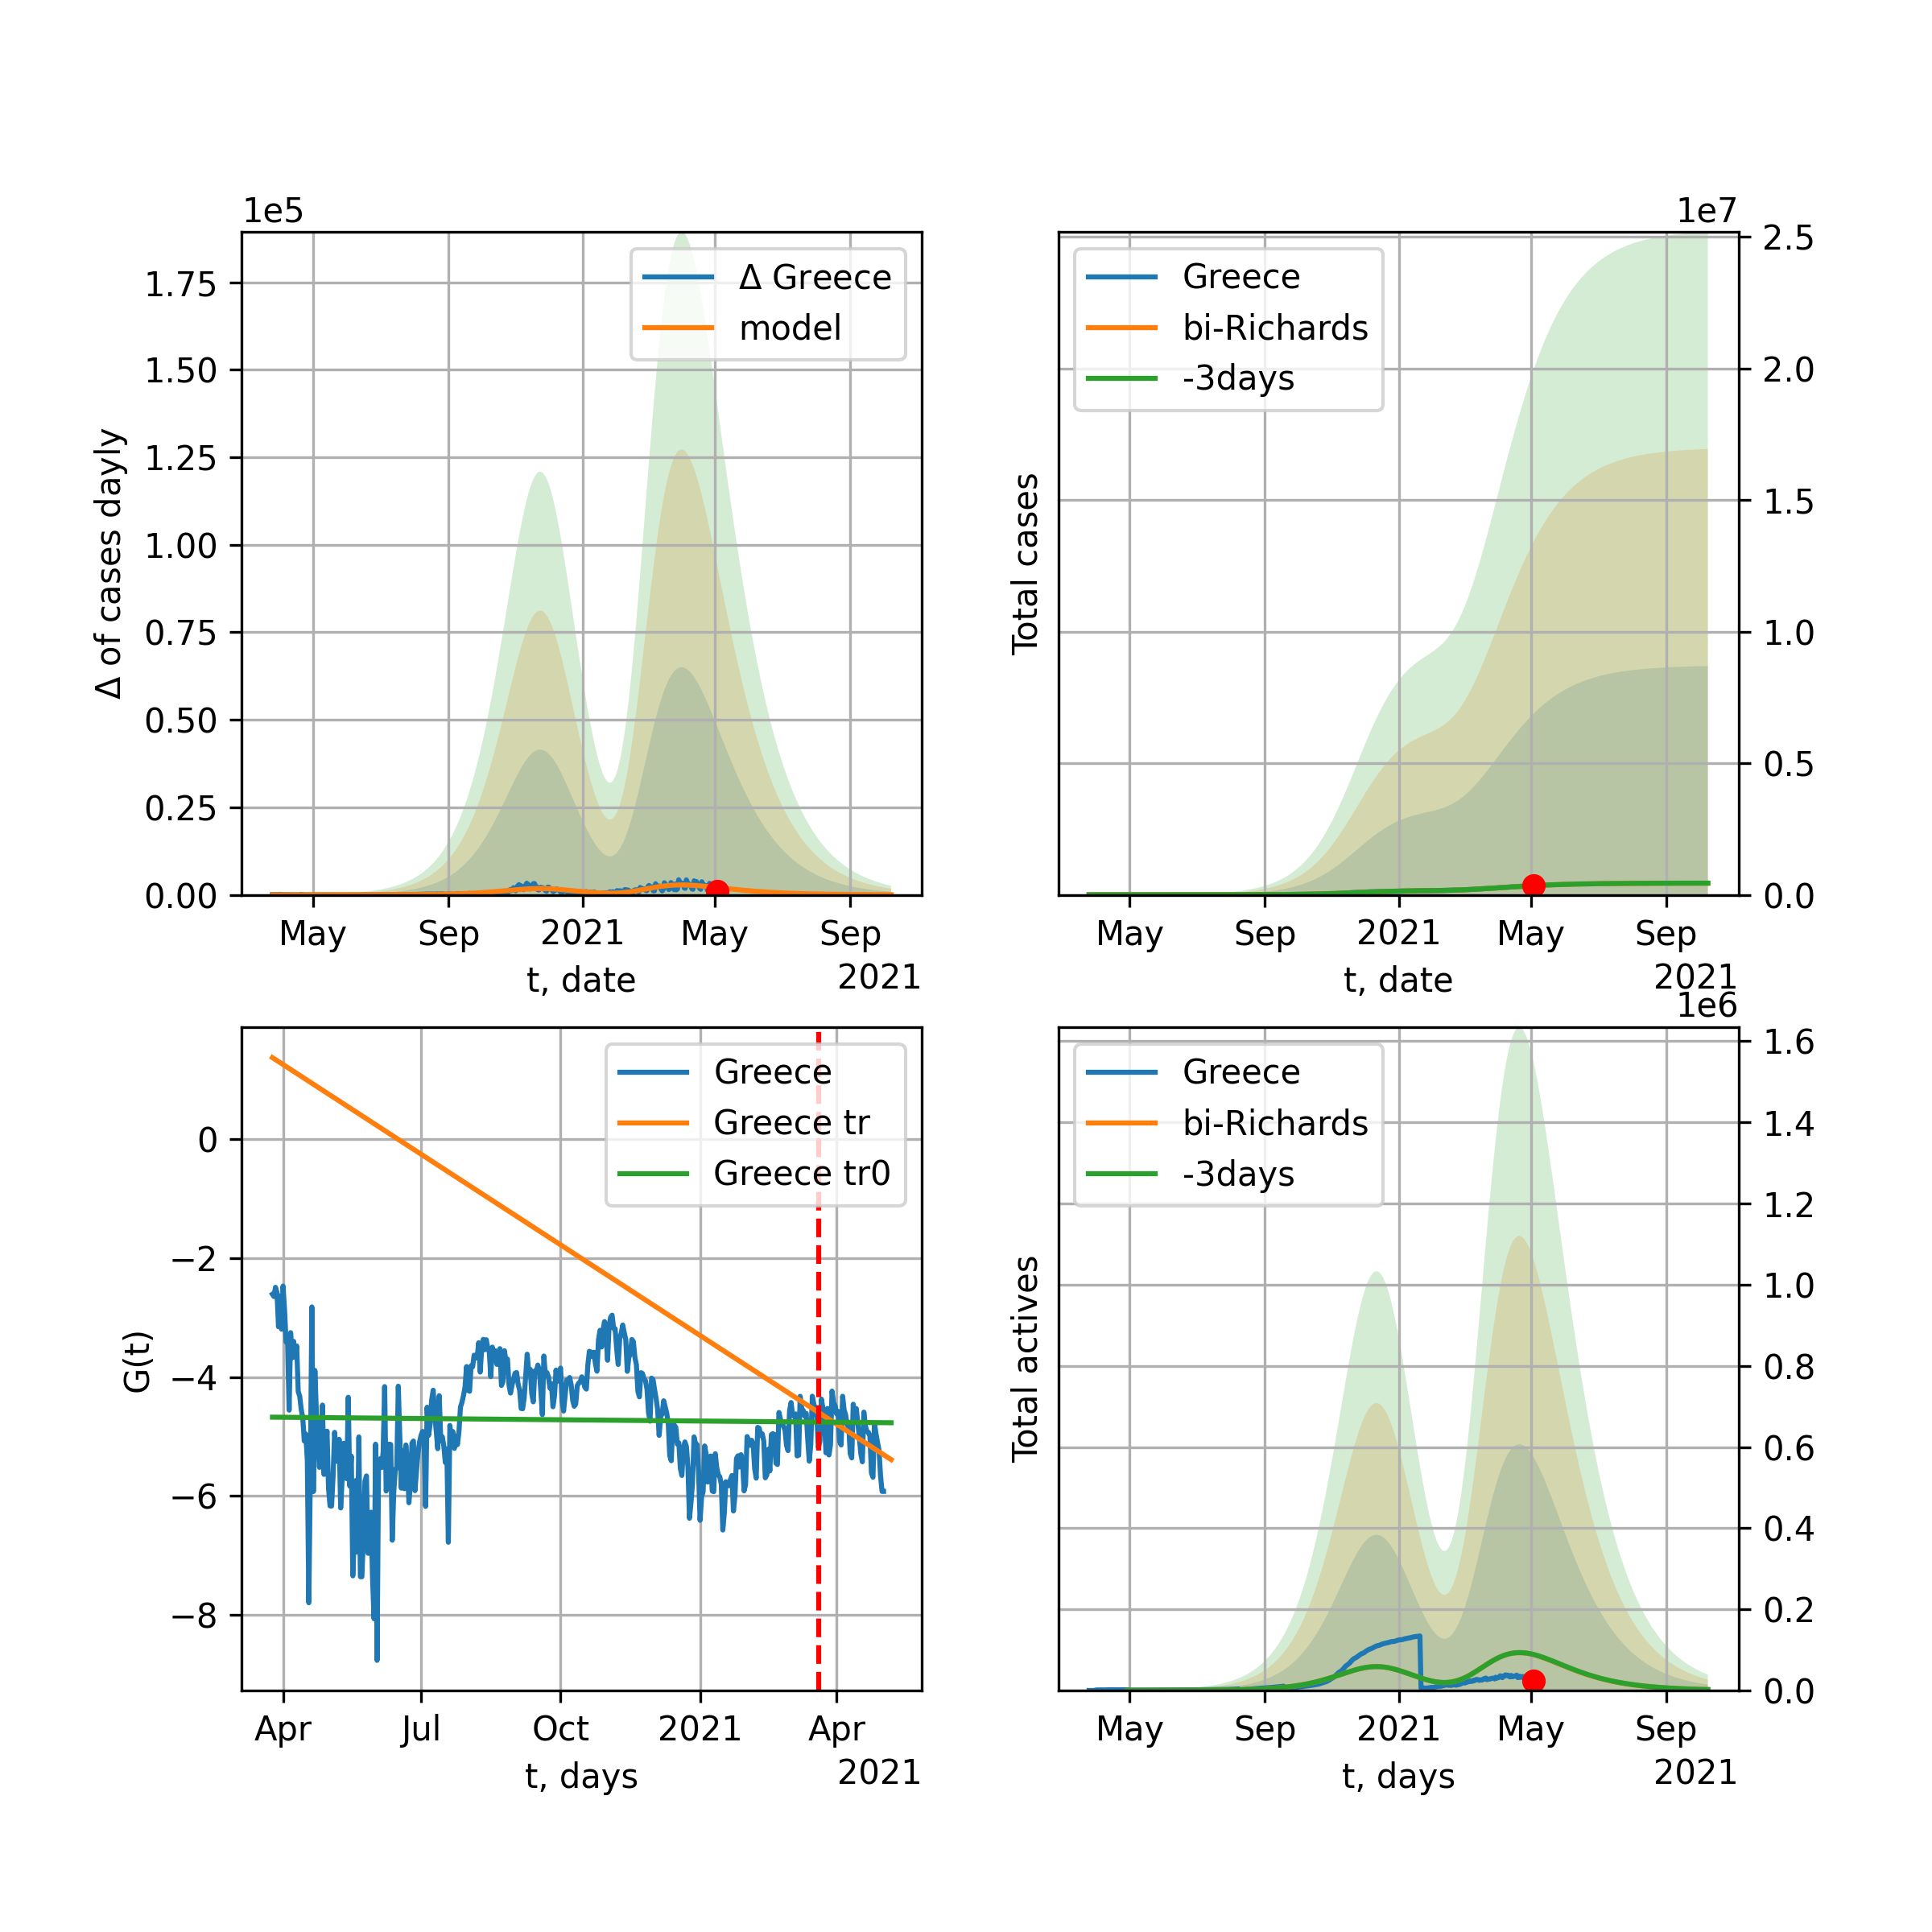 1e5
Δ of cases dayly
1.75
1.50
1.25
1.00
0.75
0.50
0.25
0.00
Δ Greece
model
May
Sep
2021
May
Sep
t, date
2021
1e7
Total cases
Greece
bi-Richards
-3days
2.5
2.0
1.5
1.0
0.5
0.0
May
Sep
2021
May
Sep
t, date
2021
G(t)
0
−2
−4
−6
−8
Greece
Greece tr
Greece tr0
Apr
Jul
Oct
2021
Apr
t, days
2021
1e6
Total actives
Greece
bi-Richards
-3days
1.6
1.4
1.2
1.0
0.8
0.6
0.4
0.2
0.0
May
Sep
2021
May
Sep
t, days
2021